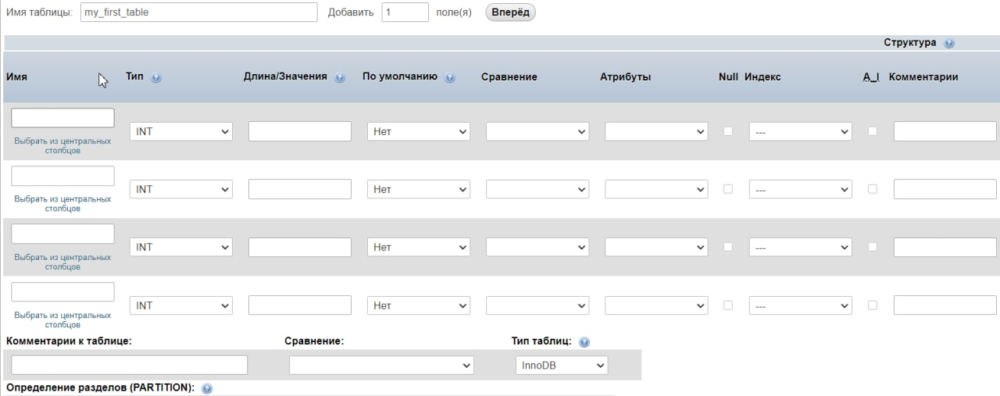 Имя таблицы: my_first_table Добавить 1 поле(я) Вперёд
Структура
Имя Тип Длина/Значения По умолчанию Сравнение Атрибуты Null Индекс A_I Комментарии
INT Нет ---
Выбрать из центральных
столбцов
INT Нет ---
Выбрать из центральных
столбцов
INT Нет ---
Выбрать из центральных
столбцов
INT Нет ---
Выбрать из центральных
столбцов
Комментарии к таблице: Сравнение: Тип таблиц:
InnoDB
Определение разделов (PARTITION):